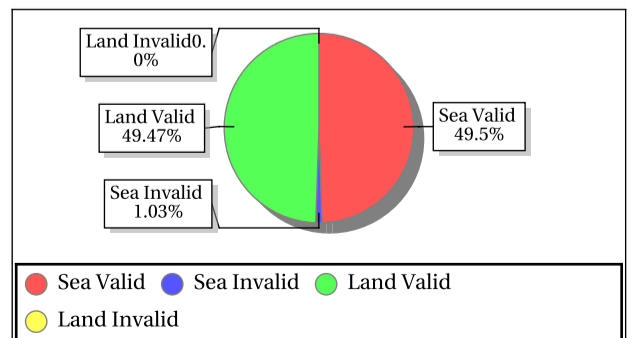 Land Invalid0.
0%
Land Valid
49.47%
Sea Valid
49.5%
Sea Invalid
1.03%
Sea Valid
Sea Invalid
Land Valid
Land Invalid